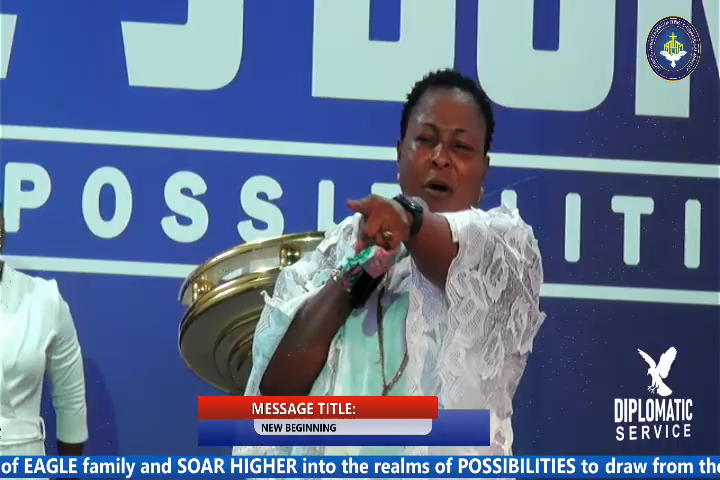 POSSI
ITI
DIPLOMATIC
SERVICE
MESSAGE TITLE:
NEW BEGINNING
of EAGLE family and SOAR HIGHER into the realms of POSSIBILITIES to draw from the